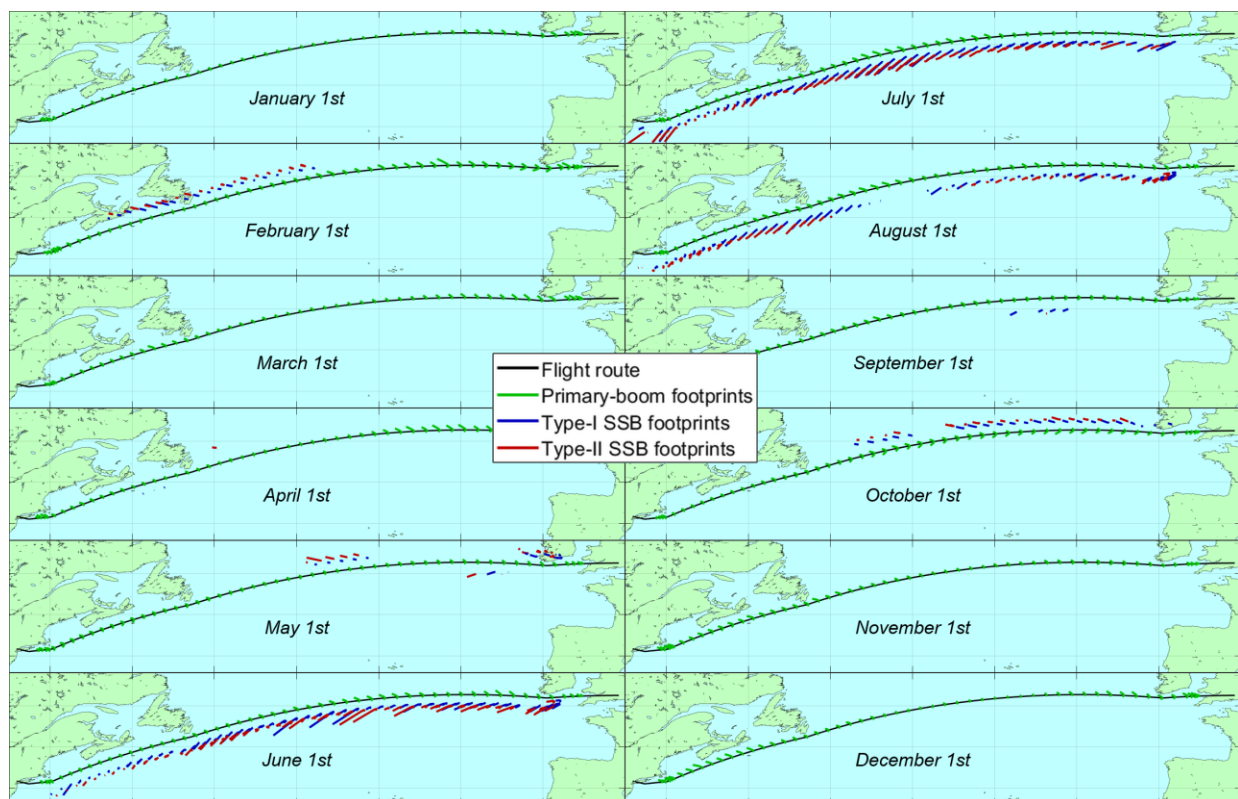 January 1st
July 1st
February 1st
August 1st
March 1st
September 1st
Flight route
Primary-boom footprints
Type-I SSB footprints
Type-II SSB footprints
April 1st
October 1st
May 1st
November 1st
June 1st
December 1st